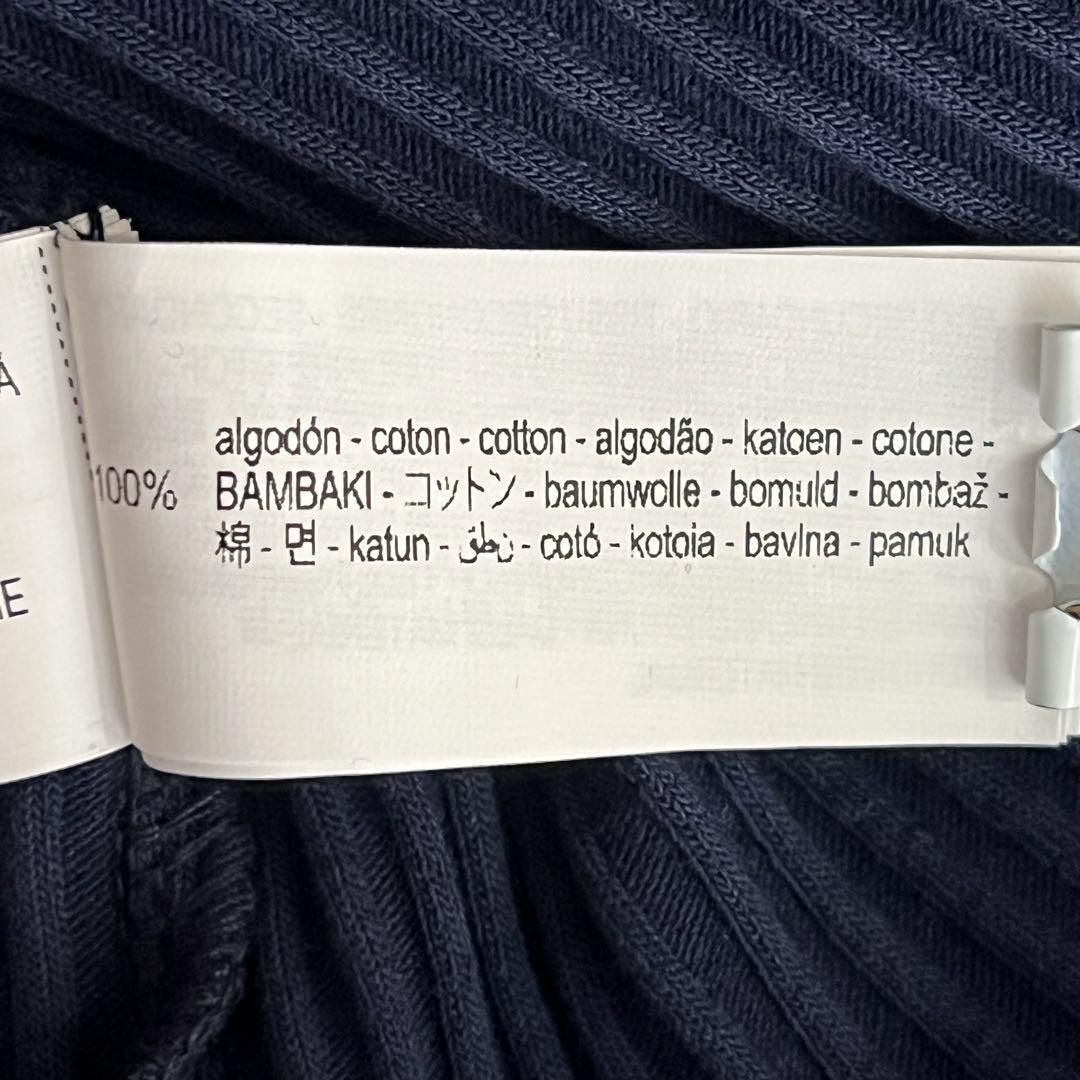 algodón - coton - cotton - algodão - katoen - cotone -
100% BAMBAKI - コットン - baumwolle - bomuld - bombaž -
棉 - 면 - katun - قطن - cotó - kotoia - bavlna - pamuk